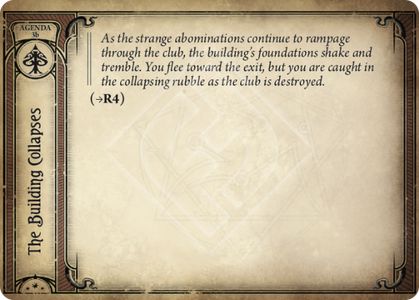 AGENDA
3b
The Building Collapses
As the strange abominations continue to rampage
through the club, the building's foundations shake and
tremble. You flee toward the exit, but you are caught in
the collapsing rubble as the club is destroyed.
(→R4)